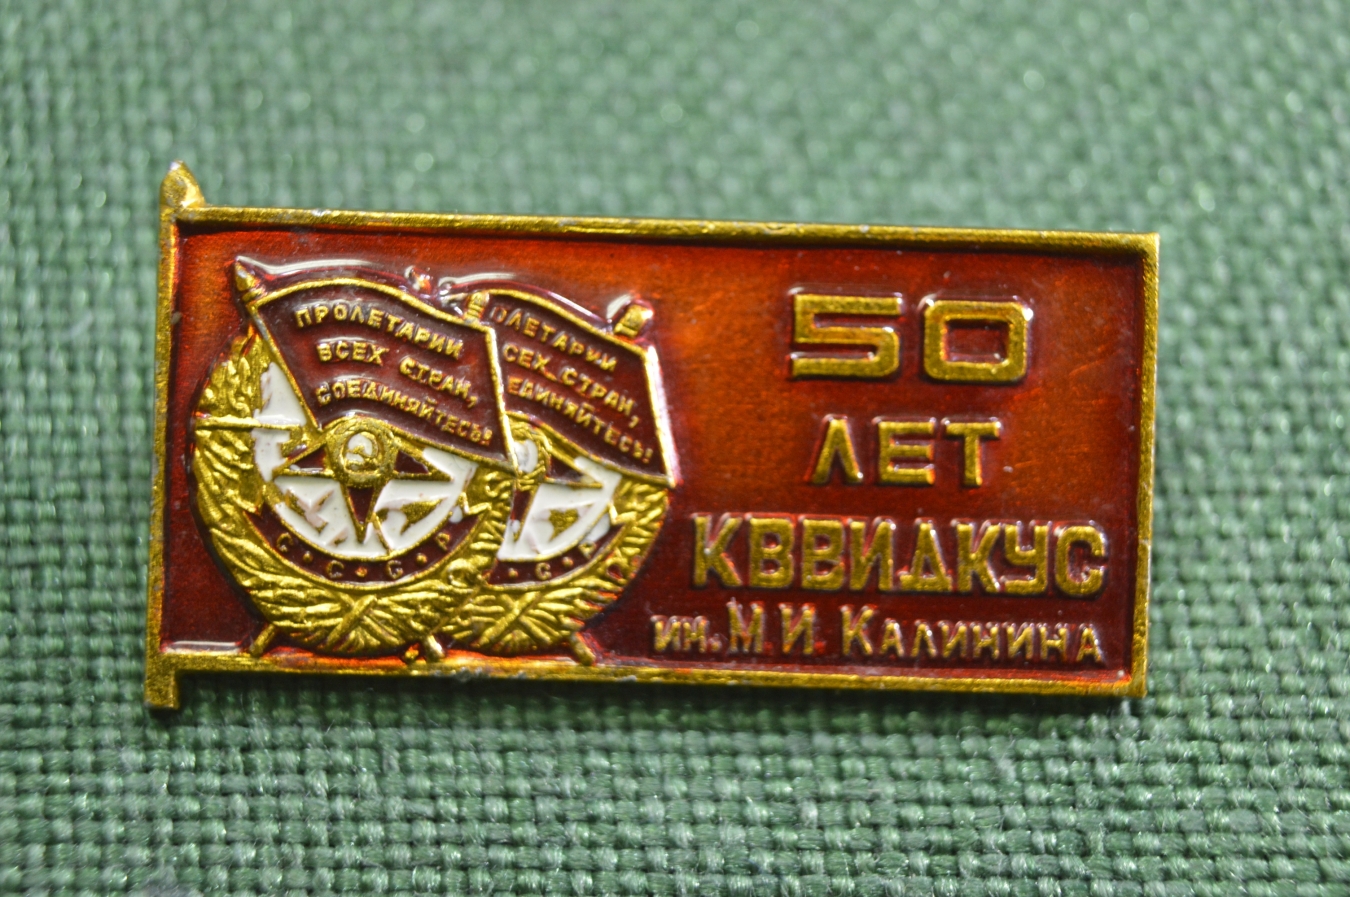 ПРОЛЕТАРИИ
ВСЕХ СТРАН,
СОЕДИНЯЙТЕСЬ!
С С С Р
ОЛЕТАРИИ
СЕХ СТРАН,
ЕДИНЯЙТЕСЬ!
С Р
50
ЛЕТ
КВВИДКУС
ИМ. М.И. КАЛИНИНА